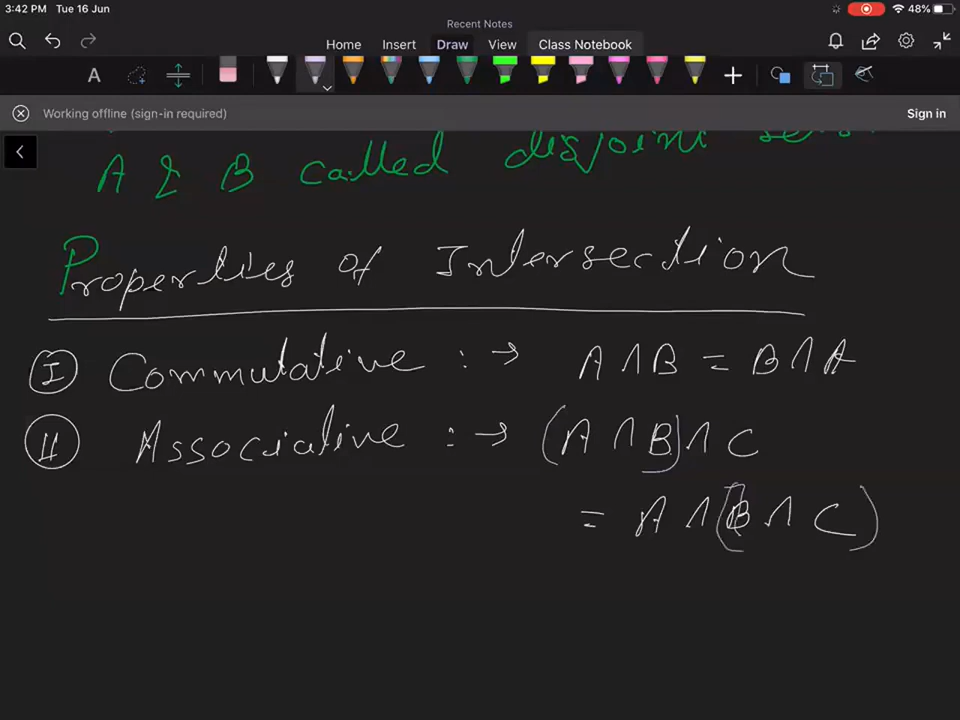 3:42 PM Tue 16 Jun 48%
Recent Notes
Home Insert Draw View Class Notebook
A
Working offline (sign-in required) Sign in
A & B called disjoint
Properties of Intersection
I Commutative :→ A ∩ B = B ∩ A
II Associative :→ (A ∩ B) ∩ C
= A ∩ (B ∩ C)